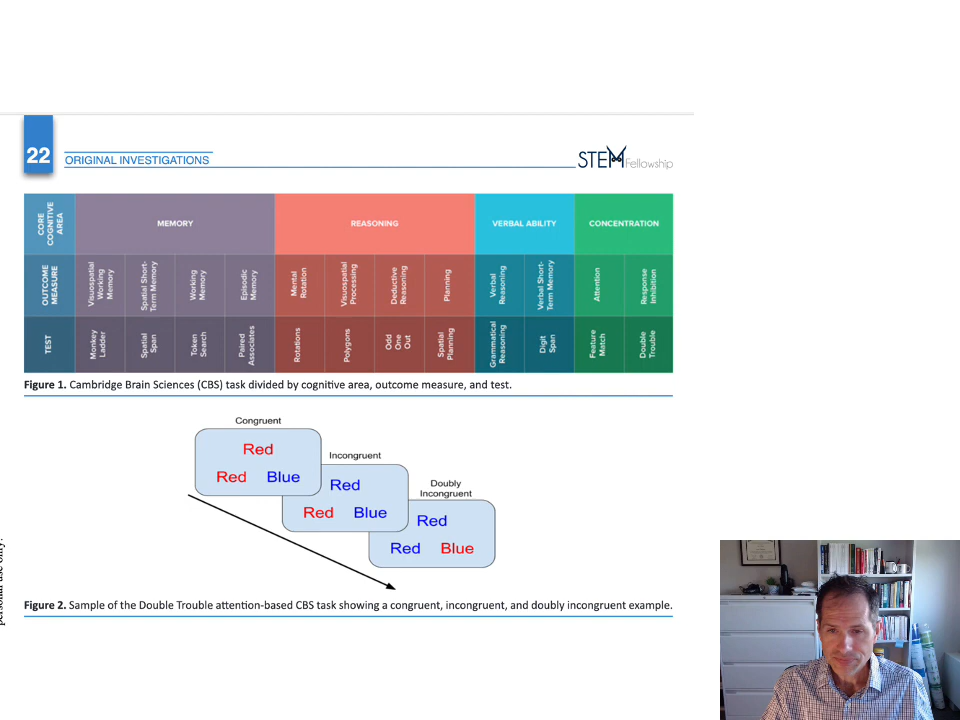 22
ORIGINAL INVESTIGATIONS
STEM Fellowship
CORE COGNITIVE AREA
MEMORY
REASONING
VERBAL ABILITY
CONCENTRATION
OUTCOME MEASURE
Visuospatial Working Memory
Spatial Short-Term Memory
Working Memory
Episodic Memory
Mental Rotation
Visuospatial Processing
Deductive Reasoning
Planning
Verbal Reasoning
Verbal Short-Term Memory
Attention
Response Inhibition
TEST
Monkey Ladder
Spatial Span
Token Search
Paired Associates
Rotations
Polygons
Odd One Out
Spatial Planning
Grammatical Reasoning
Digit Span
Feature Match
Double Trouble
Figure 1. Cambridge Brain Sciences (CBS) task divided by cognitive area, outcome measure, and test.
Congruent
Red
Red Blue
Incongruent
Red
Red Blue
Doubly
Incongruent
Red
Red Blue
personal use only.
Figure 2. Sample of the Double Trouble attention-based CBS task showing a congruent, incongruent, and doubly incongruent example.